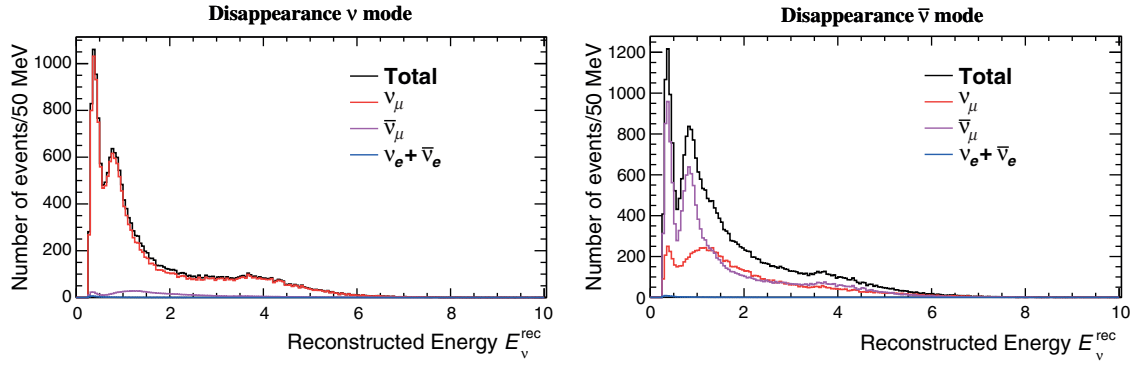 Disappearance ν mode
Number of events/50 MeV
1000
800
600
400
200
0
0
2
4
6
8
10
Total
ν_μ
ν̅_μ
ν_e + ν̅_e
Reconstructed Energy E_ν^rec
Disappearance ν̅ mode
Number of events/50 MeV
1200
1000
800
600
400
200
0
0
2
4
6
8
10
Total
ν_μ
ν̅_μ
ν_e + ν̅_e
Reconstructed Energy E_ν^rec